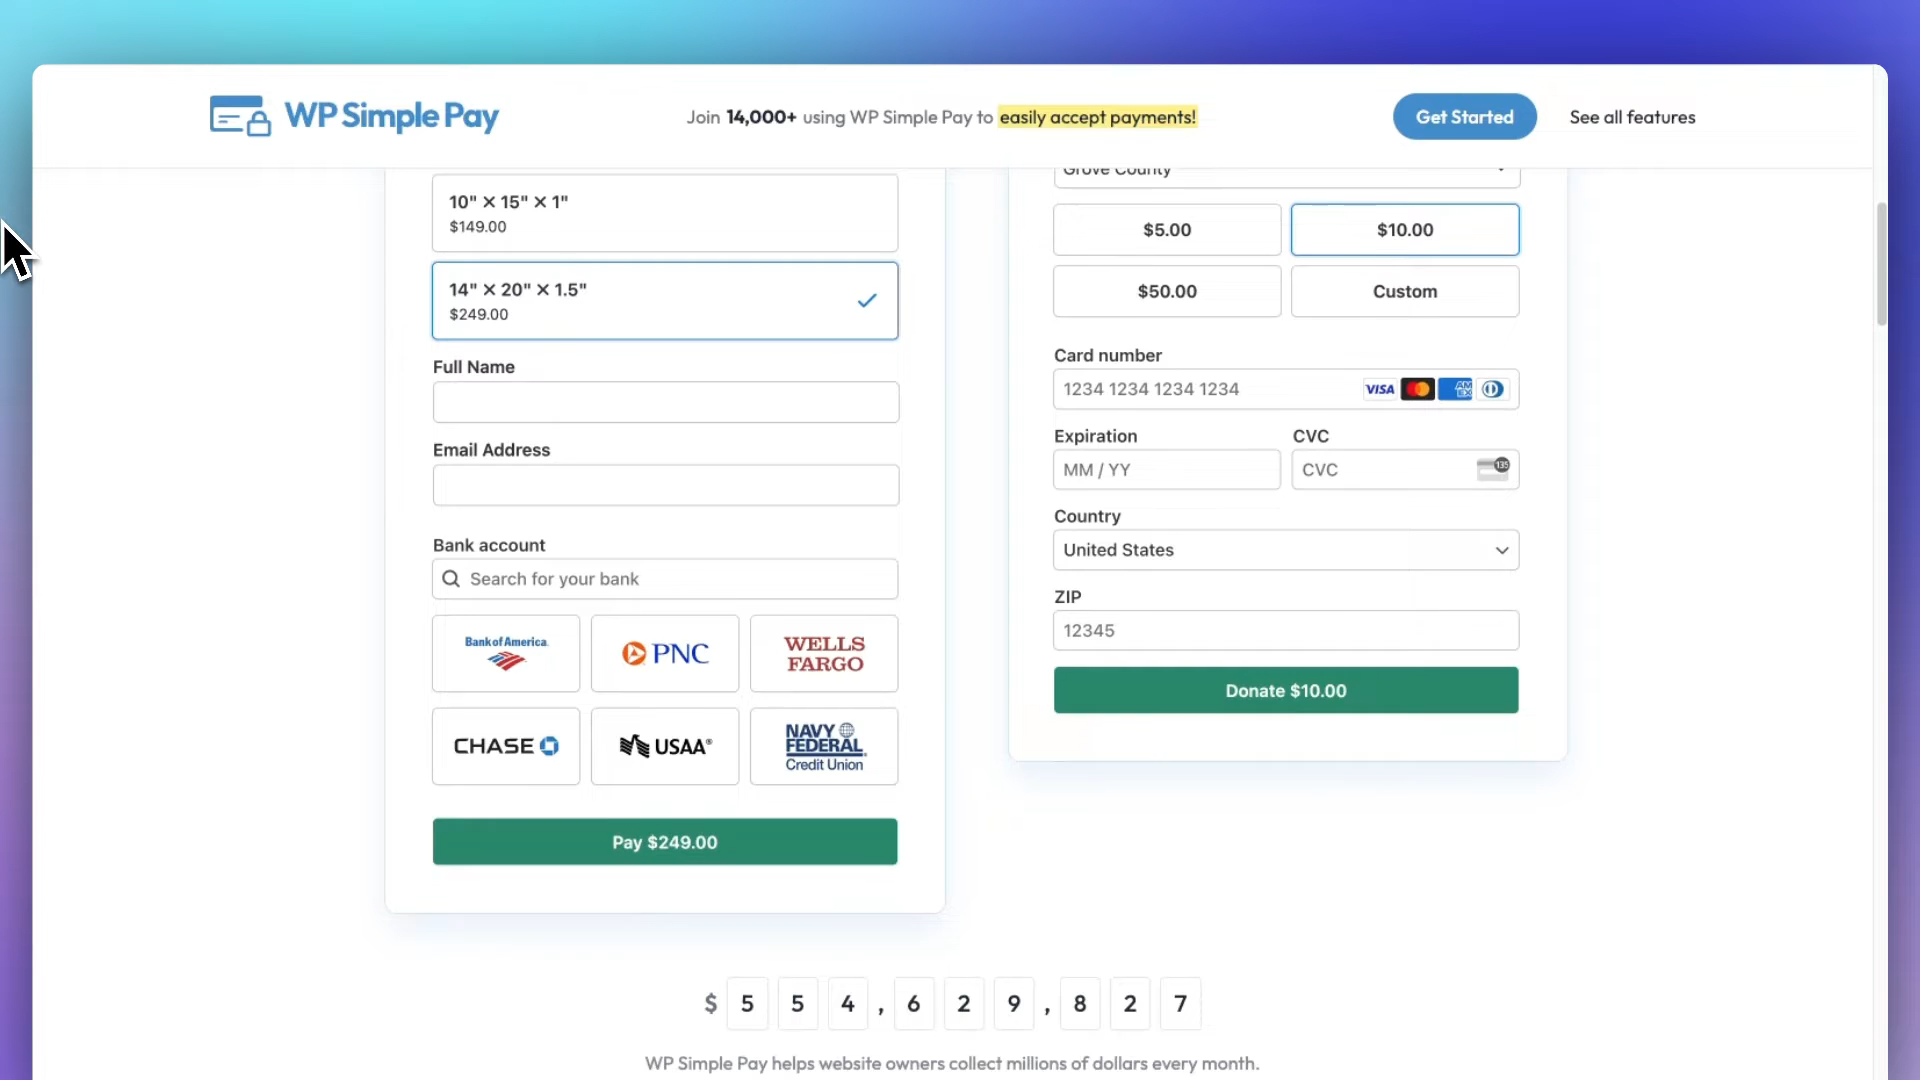 WP Simple Pay
Join 14,000+ using WP Simple Pay to easily accept payments!
Get Started
See all features
10" × 15" × 1"
$149.00
14" × 20" × 1.5"
$249.00
Full Name
Email Address
Bank account
Search for your bank
Bank of America
PNC
WELLS
FARGO
CHASE
USAA®
NAVY
FEDERAL
Credit Union
Pay $249.00
Grove County
$5.00
$10.00
$50.00
Custom
Card number
1234 1234 1234 1234
VISA
AM
EX
Expiration
CVC
MM / YY
CVC
135
Country
United States
ZIP
12345
Donate $10.00
$ 5 5 4 , 6 2 9 , 8 2 7
WP Simple Pay helps website owners collect millions of dollars every month.